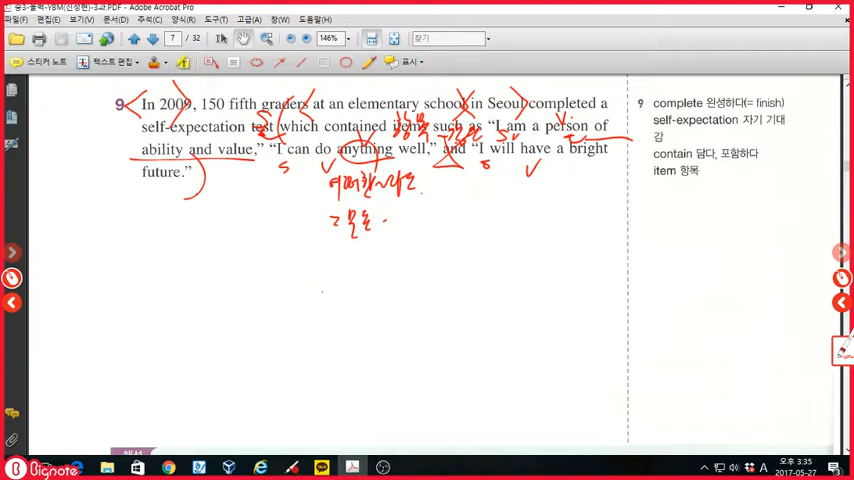 중3-쫄딱-YBM(신정현)-3과.PDF - Adobe Acrobat Pro
파일(F) 편집(E) 보기(V) 문서(D) 주석(C) 양식(R) 도구(T) 고급(A) 창(W) 도움말(H)
7 / 32 146% 찾기
스티커 노트 텍스트 편집 표시
9 In 2009, 150 fifth graders at an elementary school in Seoul completed a
self-expectation test which contained items such as “I am a person of
ability and value,” “I can do anything well,” and “I will have a bright
future.”
S
S V
V
S V
S V
9 complete 완성하다(= finish)
self-expectation 자기 기대
감
contain 담다, 포함하다
item 항목
해석
Bignote
TALK
A
오후 3:35
2017-05-27